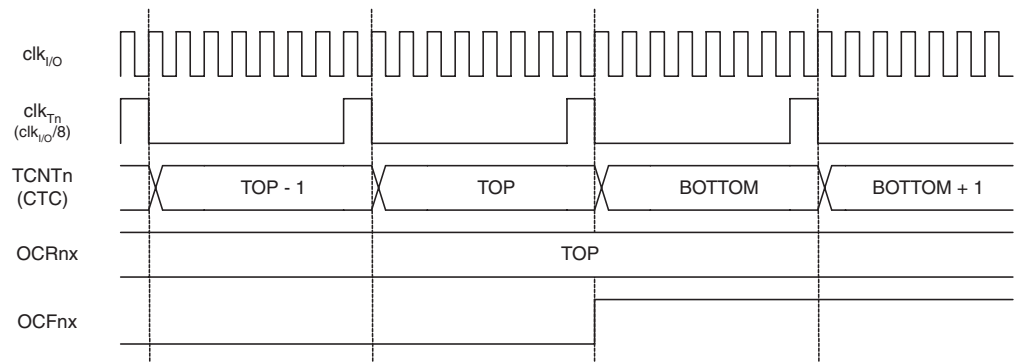 clkI/O
clkTn
(clkI/O/8)
TCNTn
(CTC)
TOP - 1
TOP
BOTTOM
BOTTOM + 1
OCRnx
TOP
OCFnx